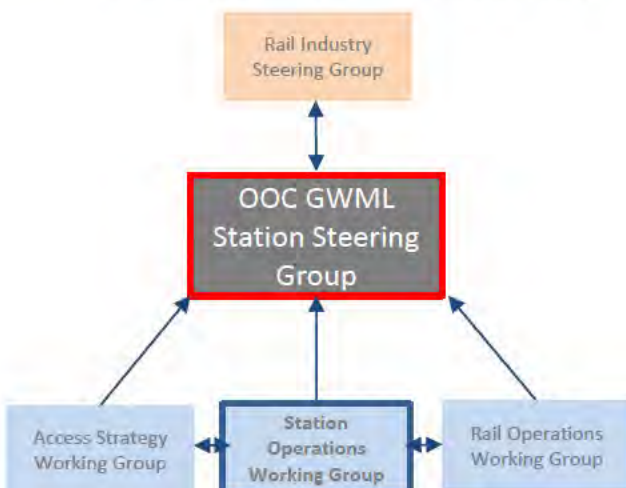 Rail Industry
Steering Group
OOC GWML
Station Steering
Group
Access Strategy
Working Group
Station
Operations
Working Group
Rail Operations
Working Group